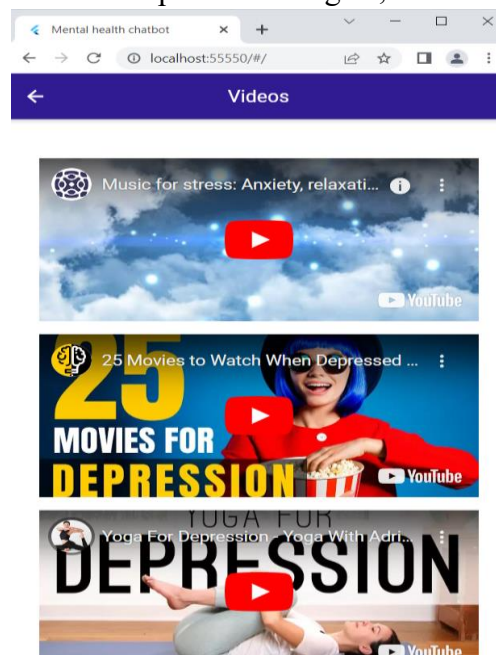 Mental health chatbot
localhost:55550/#/
Videos
Music for stress: Anxiety, relaxati...
YouTube
25 Movies to Watch When Depressed ...
25
MOVIES FOR
DEPRESSION
YouTube
YOGA FOR
Yoga For Depression - Yoga With Adri...
DEPRESSION
YouTube